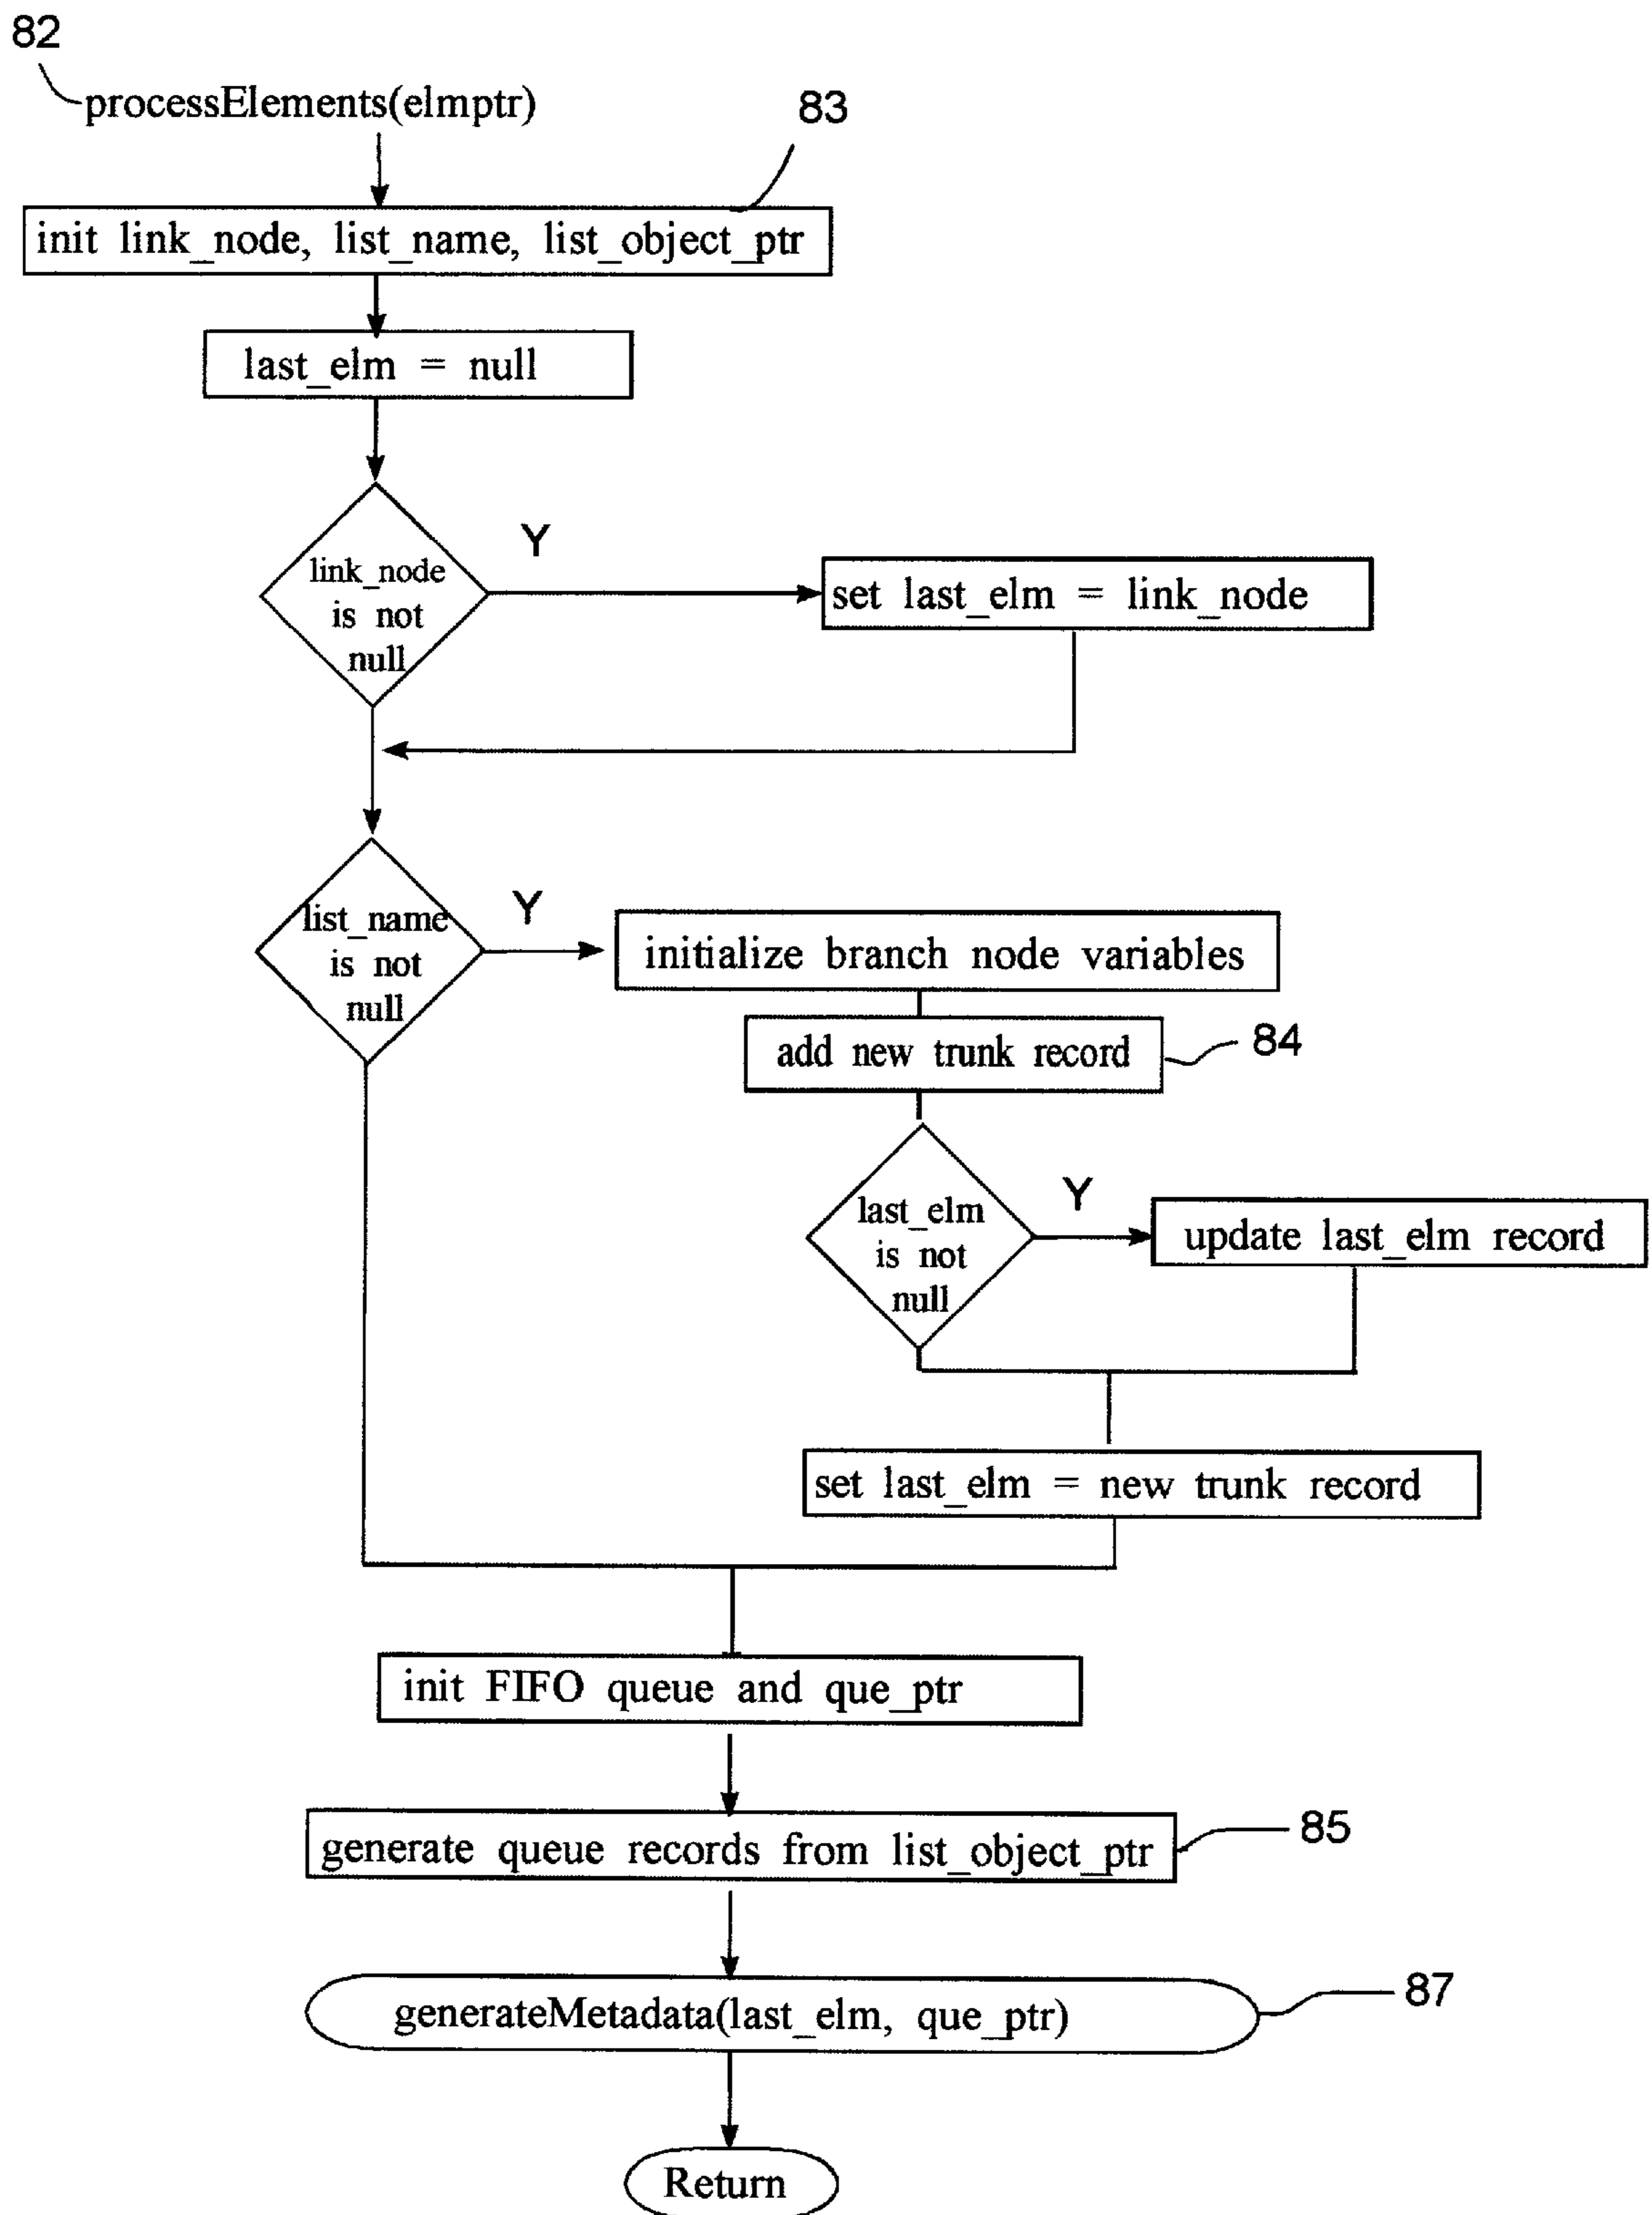 82
processElements(elmptr)
83
init link_node, list_name, list_object_ptr
last_elm = null
link_node
is not
null
Y
set last_elm = link_node
list_name
is not
null
Y
initialize branch node variables
add new trunk record
84
last_elm
is not
null
Y
update last_elm record
set last_elm = new trunk record
init FIFO queue and que_ptr
generate queue records from list_object_ptr
85
generateMetadata(last_elm, que_ptr)
87
Return